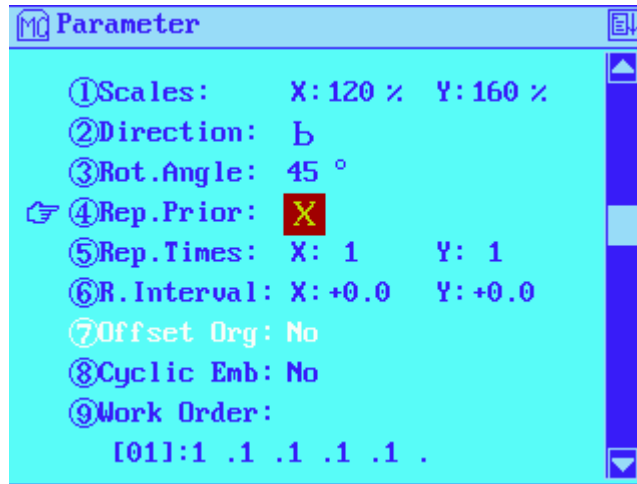 MC Parameter
①Scales: X:120 % Y:160 %
②Direction: Ь
③Rot.Angle: 45 °
④Rep.Prior: X
⑤Rep.Times: X: 1 Y: 1
⑥R.Interval: X:+0.0 Y:+0.0
⑦Offset Org: No
⑧Cyclic Emb: No
⑨Work Order:
[01]:1 .1 .1 .1 .1 .